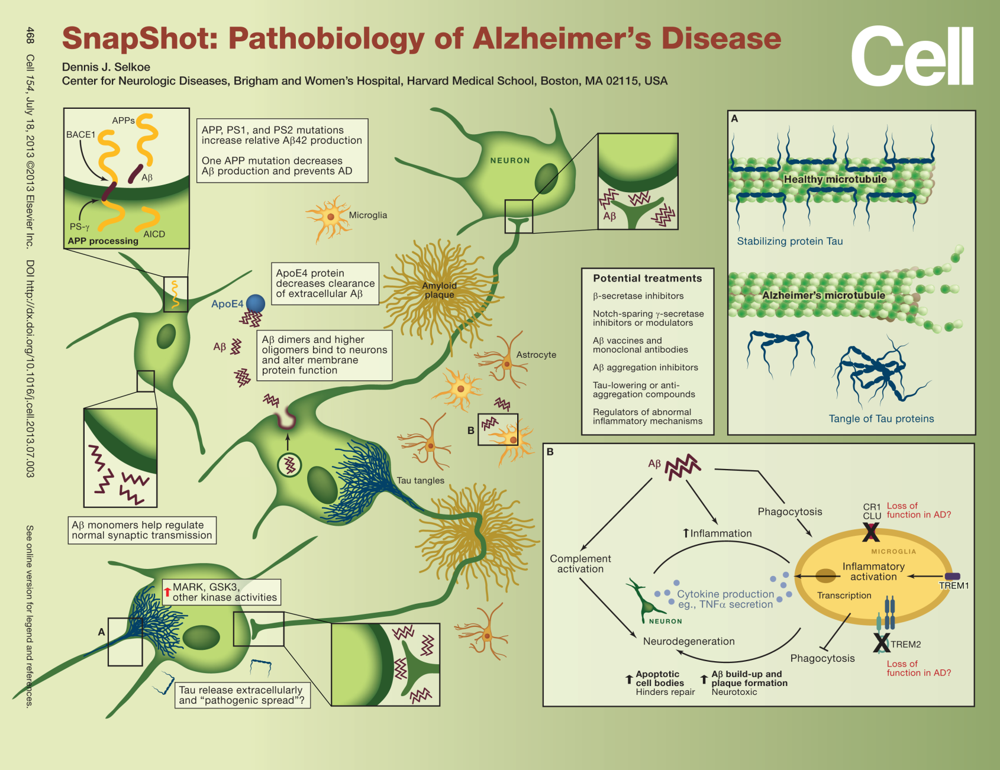 SnapShot: Pathobiology of Alzheimer's Disease
Cell
Dennis J. Selkoe
Center for Neurologic Diseases, Brigham and Women's Hospital, Harvard Medical School, Boston, MA 02115, USA
468 Cell 154, July 18, 2013 ©2013 Elsevier Inc. DOI http://dx.doi.org/10.1016/j.cell.2013.07.003
See online version for legend and references.
APPs
BACE1
Aβ
PS-γ
AICD
APP processing
APP, PS1, and PS2 mutations
increase relative Aβ42 production
One APP mutation decreases
Aβ production and prevents AD
Microglia
NEURON
Aβ
ApoE4 protein
decreases clearance
of extracellular Aβ
ApoE4
Amyloid
plaque
Aβ
Aβ dimers and higher
oligomers bind to neurons
and alter membrane
protein function
Astrocyte
B
Tau tangles
Aβ monomers help regulate
normal synaptic transmission
MARK, GSK3,
other kinase activities
A
Tau release extracellularly
and “pathogenic spread”?
Potential treatments
β-secretase inhibitors
Notch-sparing γ-secretase
inhibitors or modulators
Aβ vaccines and
monoclonal antibodies
Aβ aggregation inhibitors
Tau-lowering or anti-
aggregation compounds
Regulators of abnormal
inflammatory mechanisms
A
Healthy microtubule
Stabilizing protein Tau
Alzheimer's microtubule
Tangle of Tau proteins
B
Aβ
Phagocytosis
CR1
CLU
Loss of
function in AD?
Inflammation
MICROGLIA
Complement
activation
Inflammatory
activation
TREM1
Cytokine production
eg., TNFα secretion
Transcription
NEURON
Neurodegeneration
TREM2
Phagocytosis
Loss of
function in AD?
Apoptotic
cell bodies
Hinders repair
Aβ build-up and
plaque formation
Neurotoxic